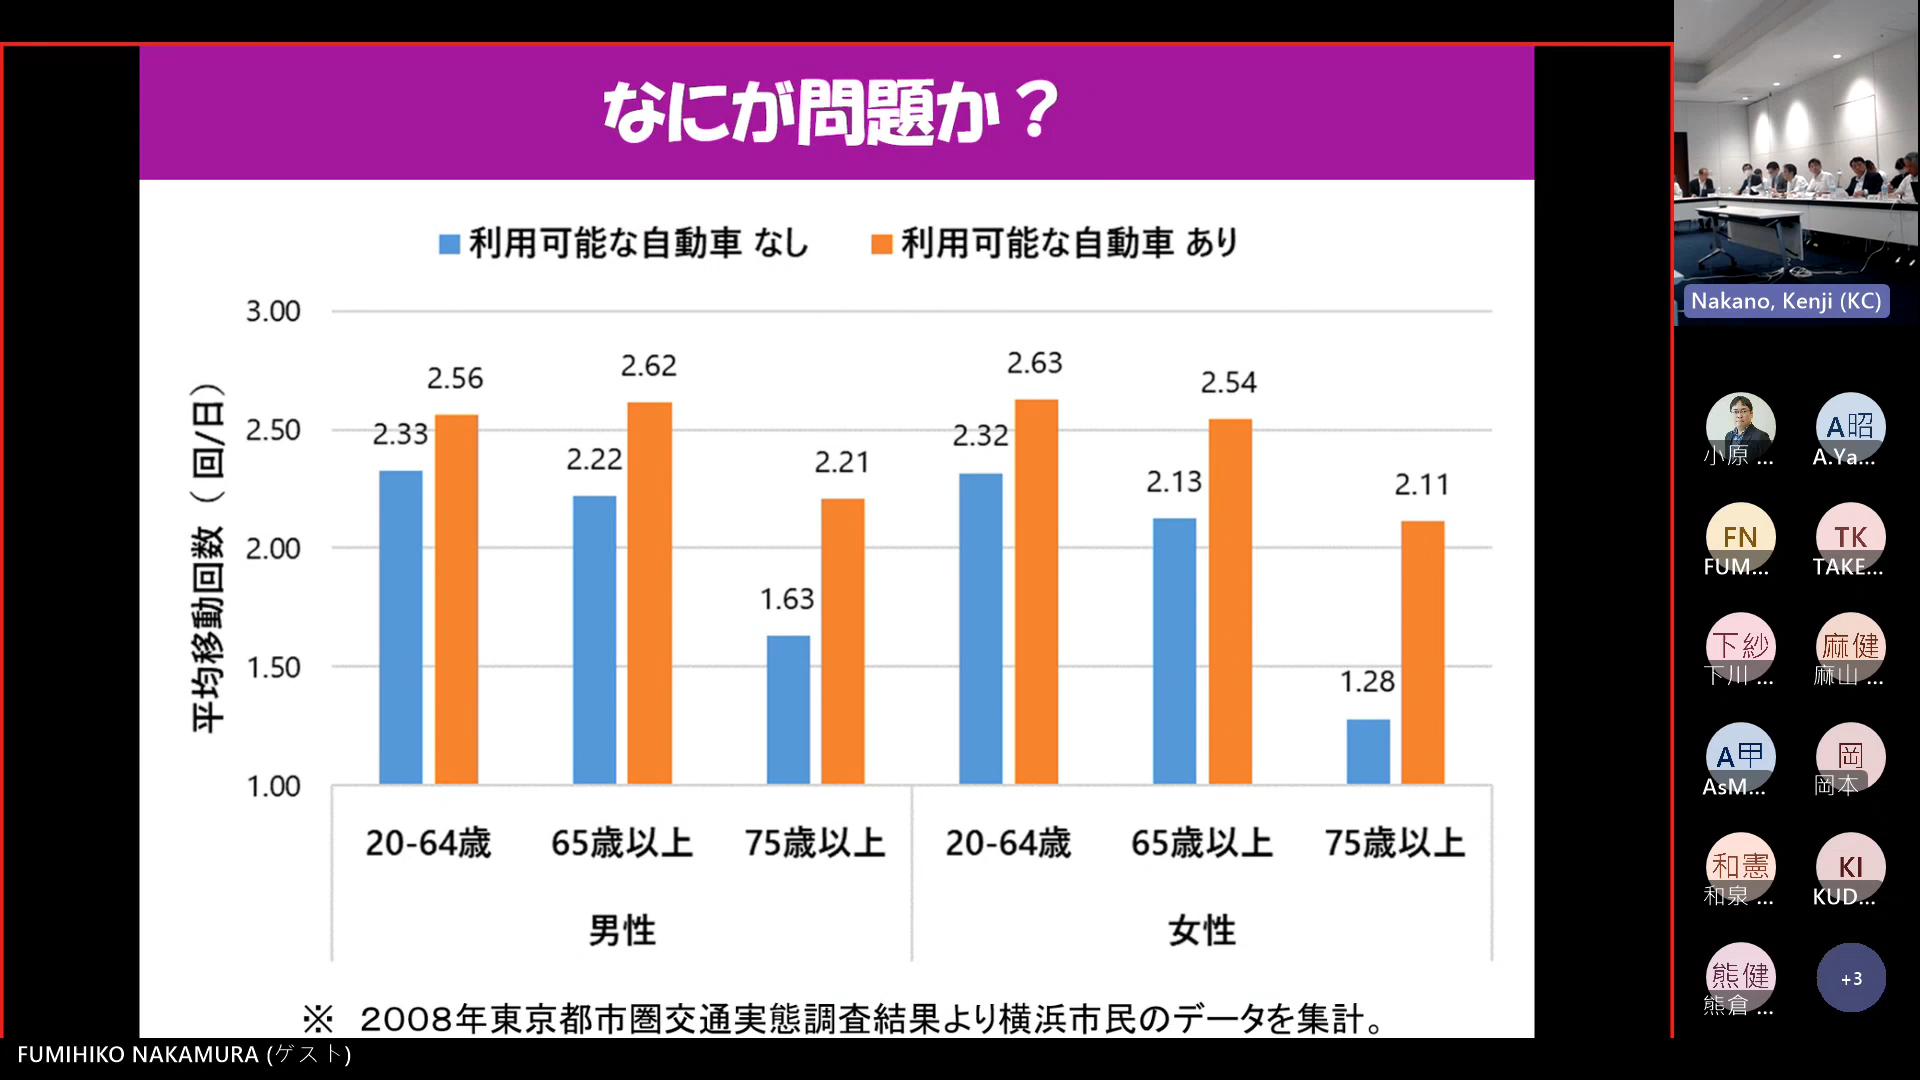 なにが問題か？
利用可能な自動車 なし
利用可能な自動車 あり
平均移動回数（ 回/日）
3.00
2.50
2.00
1.50
1.00
2.33
2.56
2.22
2.62
1.63
2.21
2.32
2.63
2.13
2.54
1.28
2.11
20-64歳
65歳以上
75歳以上
20-64歳
65歳以上
75歳以上
男性
女性
※ 2008年東京都市圏交通実態調査結果より横浜市民のデータを集計。
FUMIHIKO NAKAMURA (ゲスト)
Nakano, Kenji (KC)
小原 ...
A昭
A.Ya...
FN
FUM...
TK
TAKE...
下紗
下川 ...
麻健
麻山 ...
A甲
AsM...
岡
岡本
和憲
和泉 ...
KI
KUD...
熊健
熊倉 ...
+3